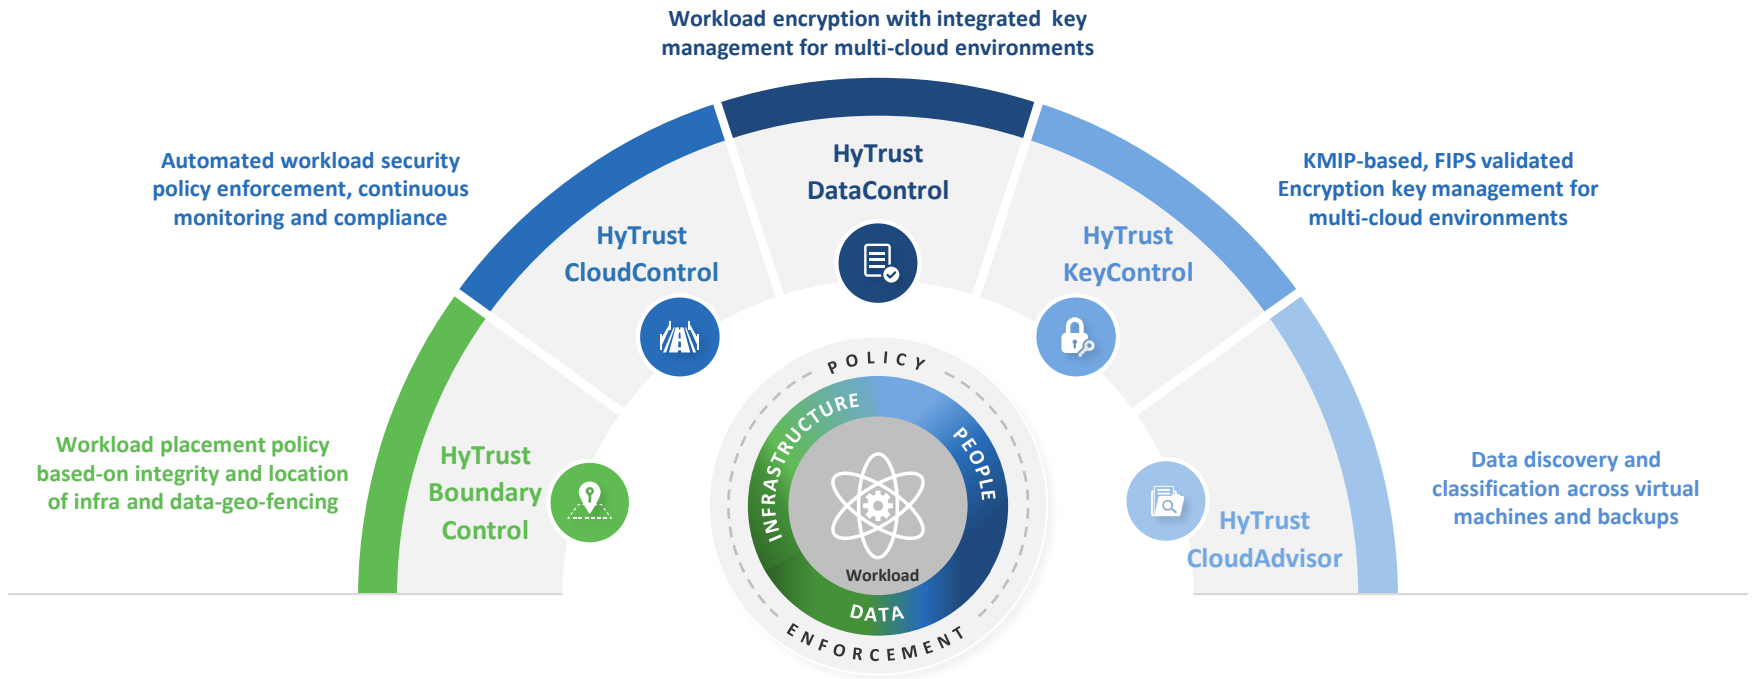 Workload encryption with integrated key
management for multi-cloud environments
Automated workload security
policy enforcement, continuous
monitoring and compliance
HyTrust
DataControl
KMIP-based, FIPS validated
Encryption key management for
multi-cloud environments
HyTrust
CloudControl
HyTrust
KeyControl
Workload placement policy
based-on integrity and location
of infra and data-geo-fencing
HyTrust
Boundary
Control
POLICY
INFRASTRUCTURE
PEOPLE
Workload
DATA
ENFORCEMENT
HyTrust
CloudAdvisor
Data discovery and
classification across virtual
machines and backups